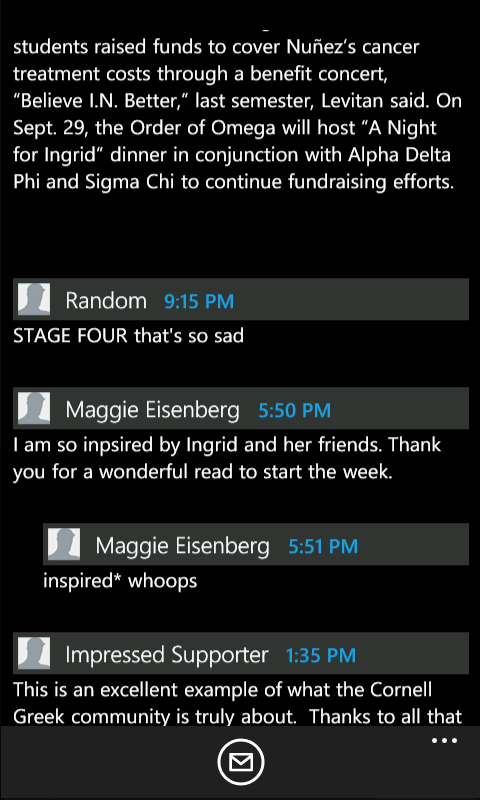 students raised funds to cover Nuñez's cancer
treatment costs through a benefit concert,
“Believe I.N. Better,” last semester, Levitan said. On
Sept. 29, the Order of Omega will host “A Night
for Ingrid” dinner in conjunction with Alpha Delta
Phi and Sigma Chi to continue fundraising efforts.
Random 9:15 PM
STAGE FOUR that's so sad
Maggie Eisenberg 5:50 PM
I am so inpsired by Ingrid and her friends. Thank
you for a wonderful read to start the week.
Maggie Eisenberg 5:51 PM
inspired* whoops
Impressed Supporter 1:35 PM
This is an excellent example of what the Cornell
Greek community is truly about. Thanks to all that